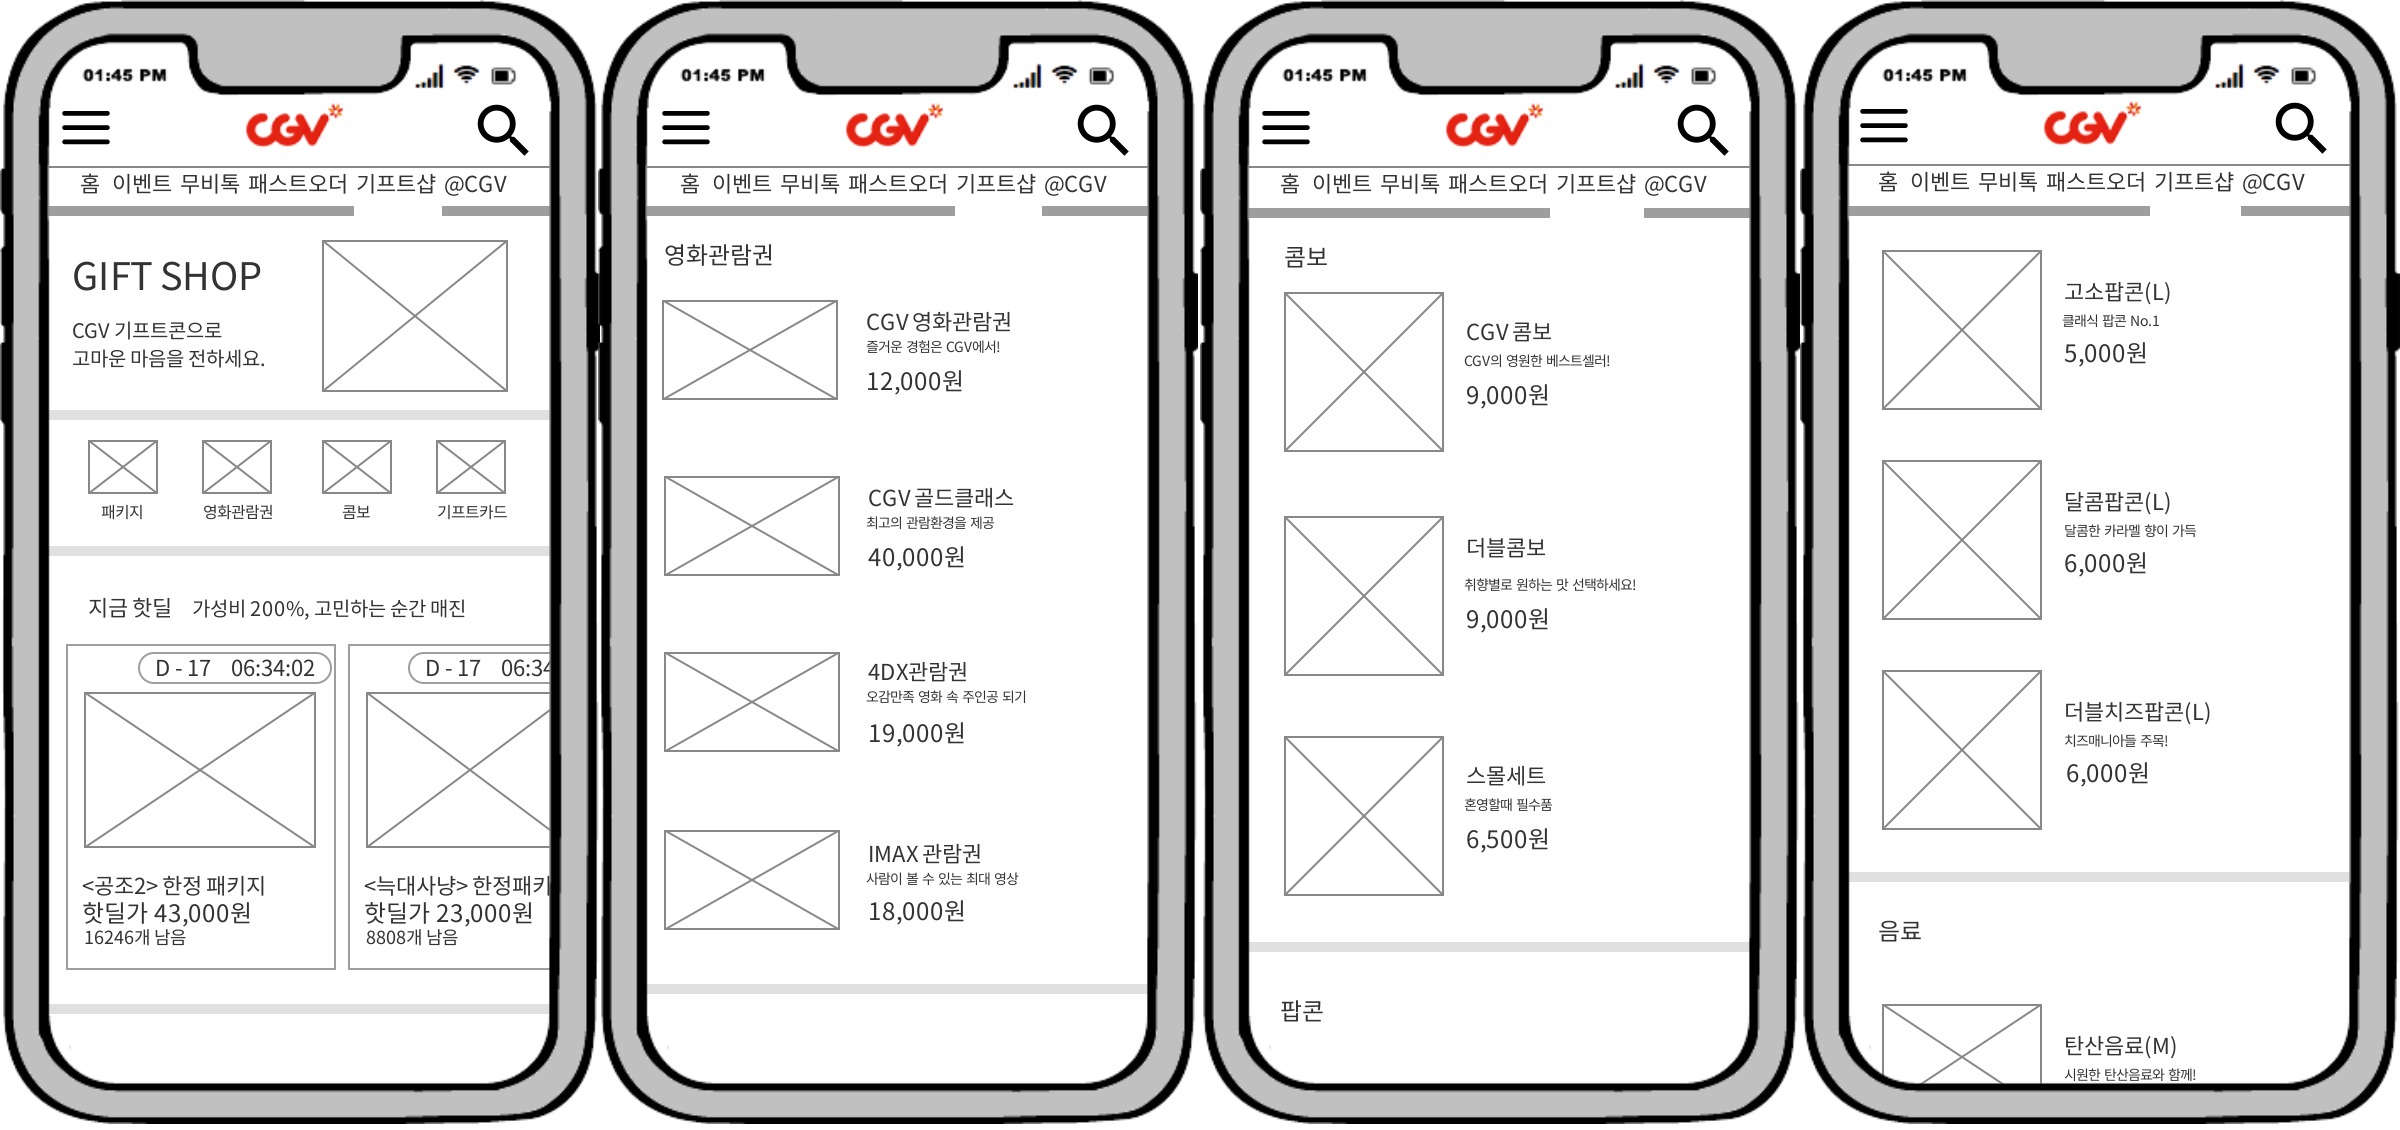 01:45 PM
CGV
홈 이벤트 무비톡 패스트오더 기프트샵 @CGV
GIFT SHOP
CGV 기프트콘으로
고마운 마음을 전하세요.
패키지 영화관람권 콤보 기프트카드
지금 핫딜 가성비 200%, 고민하는 순간 매진
D - 17 06:34:02
<공조2> 한정 패키지
핫딜가 43,000원
16246개 남음
D - 17 06:34
<늑대사냥> 한정패키
핫딜가 23,000원
8808개 남음
01:45 PM
CGV
홈 이벤트 무비톡 패스트오더 기프트샵 @CGV
영화관람권
CGV 영화관람권
즐거운 경험은 CGV에서!
12,000원
CGV 골드클래스
최고의 관람환경을 제공
40,000원
4DX관람권
오감만족 영화 속 주인공 되기
19,000원
IMAX 관람권
사람이 볼 수 있는 최대 영상
18,000원
01:45 PM
CGV
홈 이벤트 무비톡 패스트오더 기프트샵 @CGV
콤보
CGV 콤보
CGV의 영원한 베스트셀러!
9,000원
더블콤보
취향별로 원하는 맛 선택하세요!
9,000원
스몰세트
혼영할때 필수품
6,500원
팝콘
01:45 PM
CGV
홈 이벤트 무비톡 패스트오더 기프트샵 @CGV
고소팝콘(L)
클래식 팝콘 No.1
5,000원
달콤팝콘(L)
달콤한 카라멜 향이 가득
6,000원
더블치즈팝콘(L)
치즈매니아들 주목!
6,000원
음료
탄산음료(M)
시원한 탄산음료와 함께!